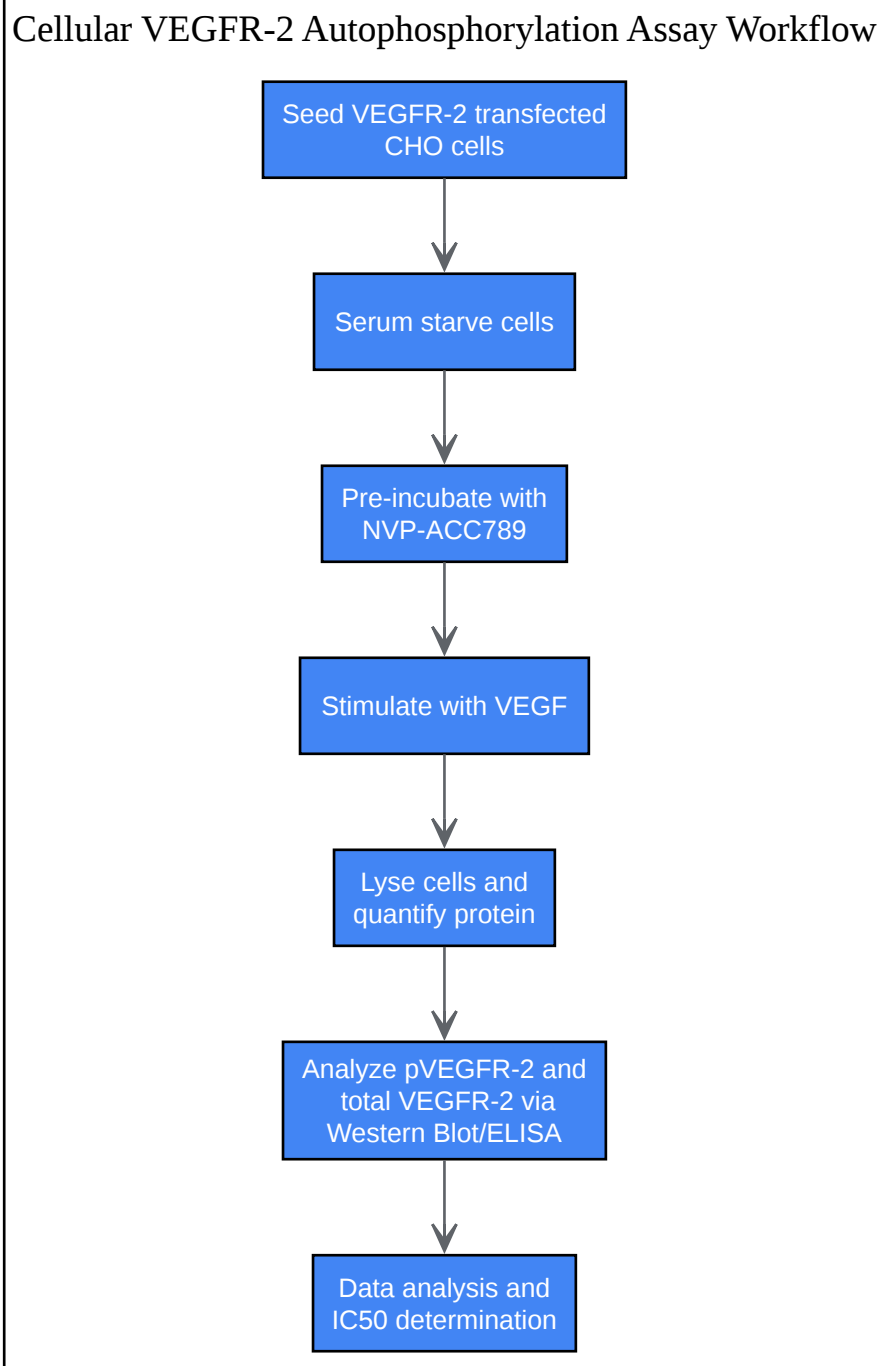 Cellular VEGFR-2 Autophosphorylation Assay Workflow
Seed VEGFR-2 transfected
CHO cells
Serum starve cells
Pre-incubate with
NVP-ACC789
Stimulate with VEGF
Lyse cells and
quantify protein
Analyze pVEGFR-2 and
total VEGFR-2 via
Western Blot/ELISA
Data analysis and
IC50 determination